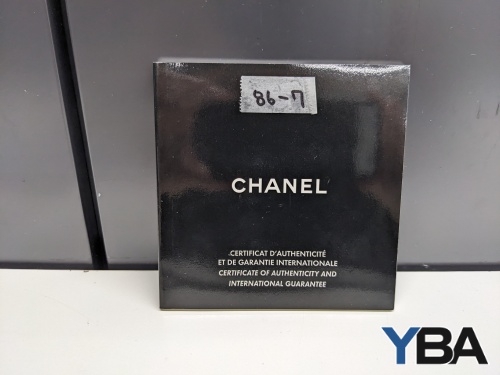 86-7
CHANEL
CERTIFICAT D'AUTHENTICITÉ
ET DE GARANTIE INTERNATIONALE
CERTIFICATE OF AUTHENTICITY AND
INTERNATIONAL GUARANTEE
YBA